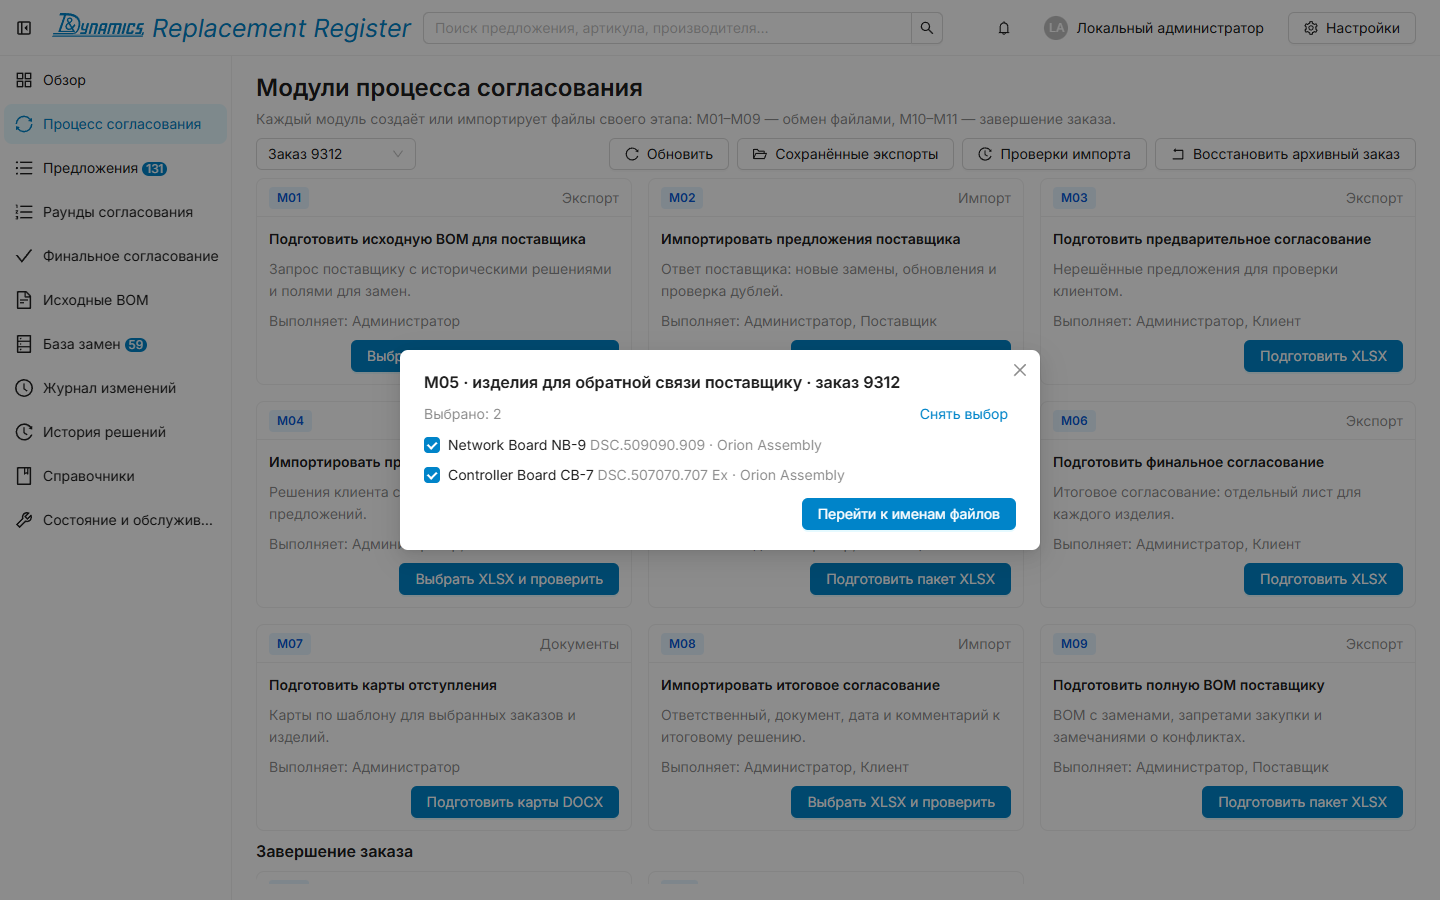 Dynamics Replacement Register
Поиск предложения, артикула, производителя...
LA Локальный администратор
Настройки
Обзор
Процесс согласования
Предложения 131
Раунды согласования
Финальное согласование
Исходные BOM
База замен 59
Журнал изменений
История решений
Справочники
Состояние и обслужив...
Модули процесса согласования
Каждый модуль создаёт или импортирует файлы своего этапа: M01–M09 — обмен файлами, M10–M11 — завершение заказа.
Заказ 9312
Обновить
Сохранённые экспорты
Проверки импорта
Восстановить архивный заказ
M01 Экспорт
Подготовить исходную BOM для поставщика
Запрос поставщику с историческими решениями
и полями для замен.
Выполняет: Администратор
M02 Импорт
Импортировать предложения поставщика
Ответ поставщика: новые замены, обновления и
проверка дублей.
Выполняет: Администратор, Поставщик
M03 Экспорт
Подготовить предварительное согласование
Нерешённые предложения для проверки
клиентом.
Выполняет: Администратор, Клиент
Подготовить XLSX
M05 · изделия для обратной связи поставщику · заказ 9312
Выбрано: 2
Снять выбор
Network Board NB-9 DSC.509090.909 · Orion Assembly
Controller Board CB-7 DSC.507070.707 Ex · Orion Assembly
Перейти к именам файлов
M04
Решения клиента
предложений.
Выбрать XLSX и проверить
Подготовить пакет XLSX
M06 Экспорт
Подготовить финальное согласование
Итоговое согласование: отдельный лист для
каждого изделия.
Выполняет: Администратор, Клиент
Подготовить XLSX
M07 Документы
Подготовить карты отступления
Карты по шаблону для выбранных заказов и
изделий.
Выполняет: Администратор
Подготовить карты DOCX
M08 Импорт
Импортировать итоговое согласование
Ответственный, документ, дата и комментарий к
итоговому решению.
Выполняет: Администратор, Клиент
Выбрать XLSX и проверить
M09 Экспорт
Подготовить полную BOM поставщику
BOM с заменами, запретами закупки и
замечаниями о конфликтах.
Выполняет: Администратор, Поставщик
Подготовить пакет XLSX
Завершение заказа